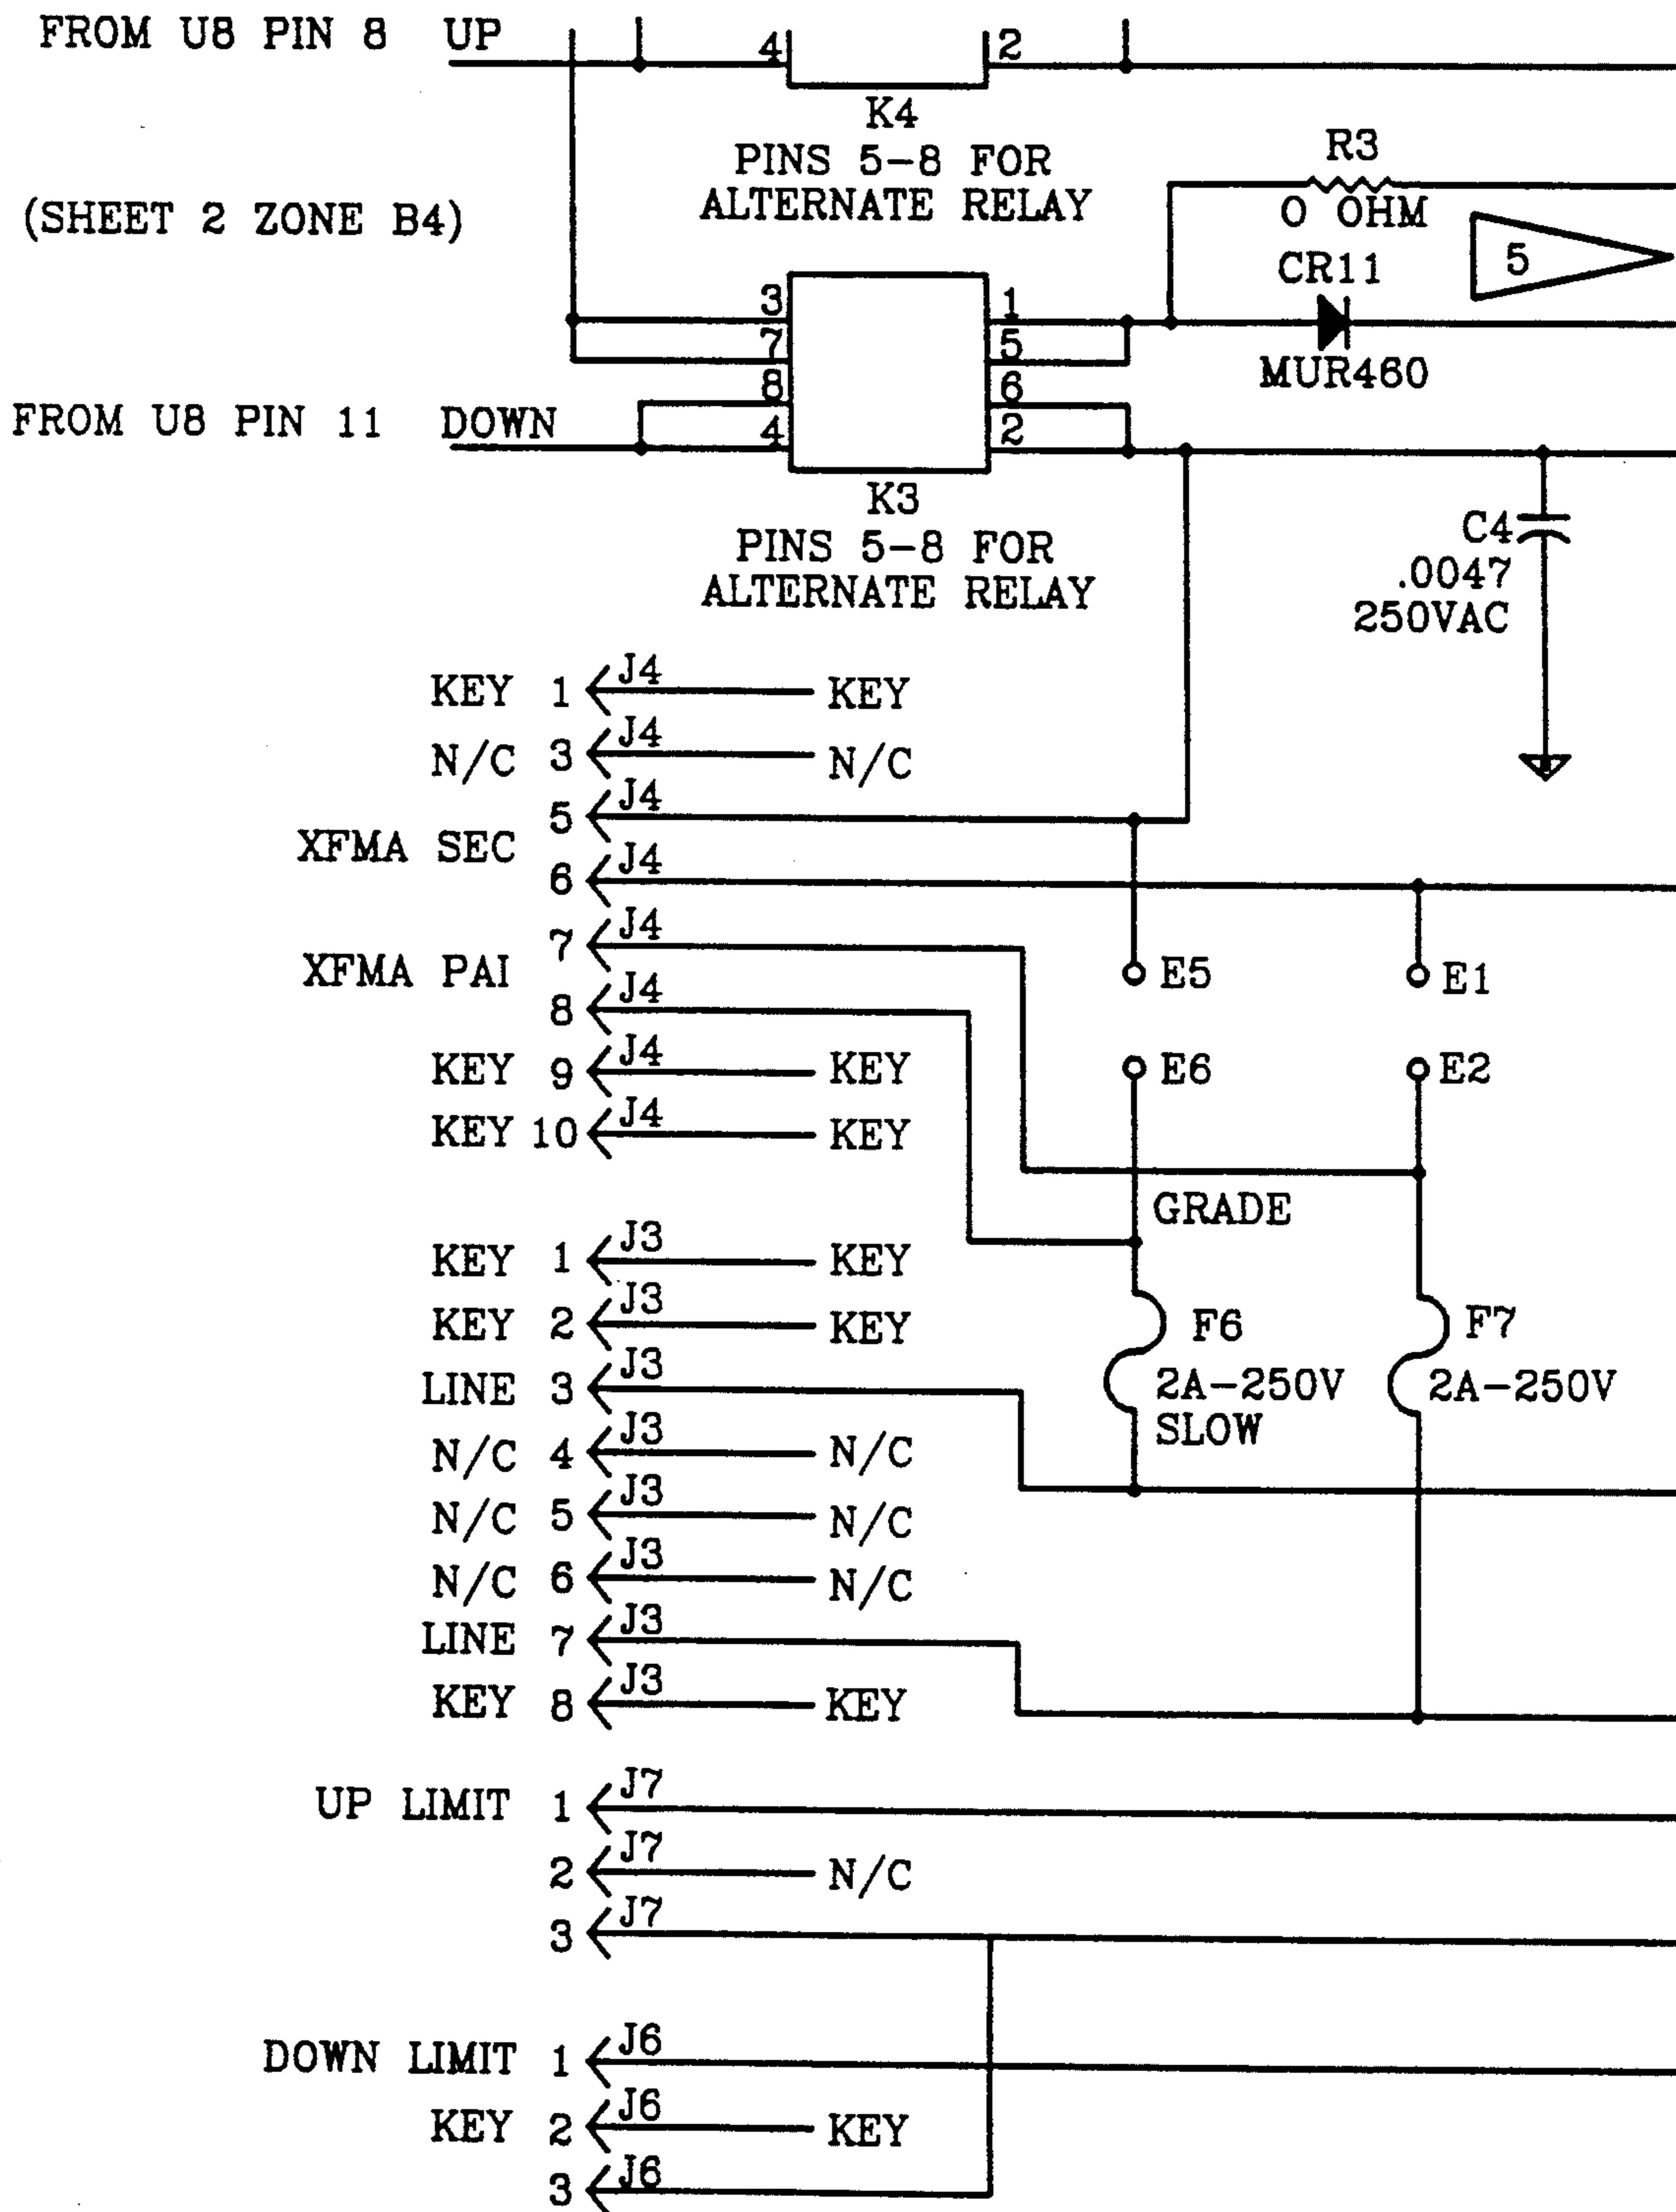 FROM U8 PIN 8 UP
4 2
K4
PINS 5-8 FOR
ALTERNATE RELAY
R3
0 OHM
(SHEET 2 ZONE B4)
5
CR11
MUR460
3 1
7 5
8 6
FROM U8 PIN 11 DOWN 4 2
K3
PINS 5-8 FOR
ALTERNATE RELAY
C4
.0047
250VAC
KEY 1 J4 KEY
N/C 3 J4 N/C
5 J4
XFMA SEC
6 J4
7 J4
XFMA PAI
8 J4
E5 E1
KEY 9 J4 KEY
E6 E2
KEY 10 J4 KEY
GRADE
KEY 1 J3 KEY
KEY 2 J3 KEY
F6
2A-250V
SLOW
F7
2A-250V
LINE 3 J3
N/C 4 J3 N/C
N/C 5 J3 N/C
N/C 6 J3 N/C
LINE 7 J3
KEY 8 J3 KEY
UP LIMIT 1 J7
2 J7 N/C
3 J7
DOWN LIMIT 1 J6
KEY 2 J6 KEY
3 J6